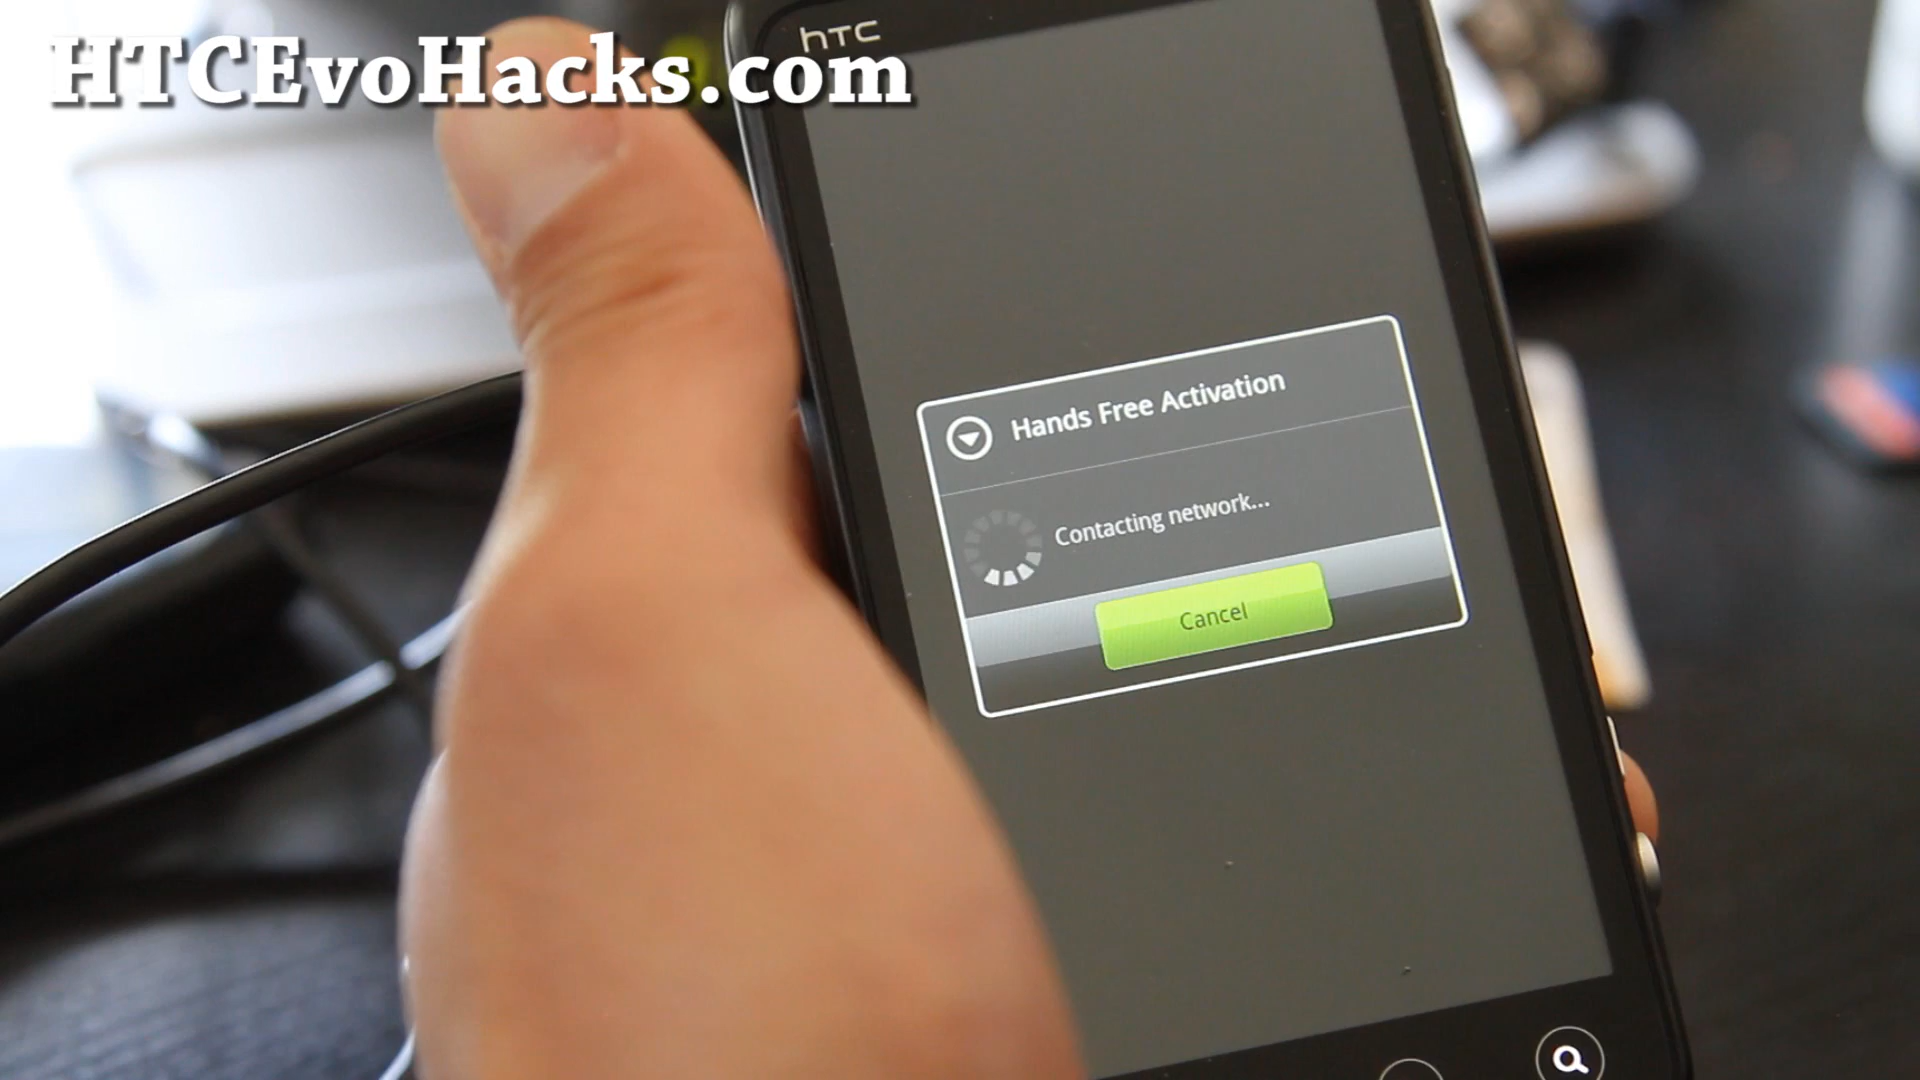 HTCEvoHacks.com
hTC
Hands Free Activation
Contacting network...
Cancel